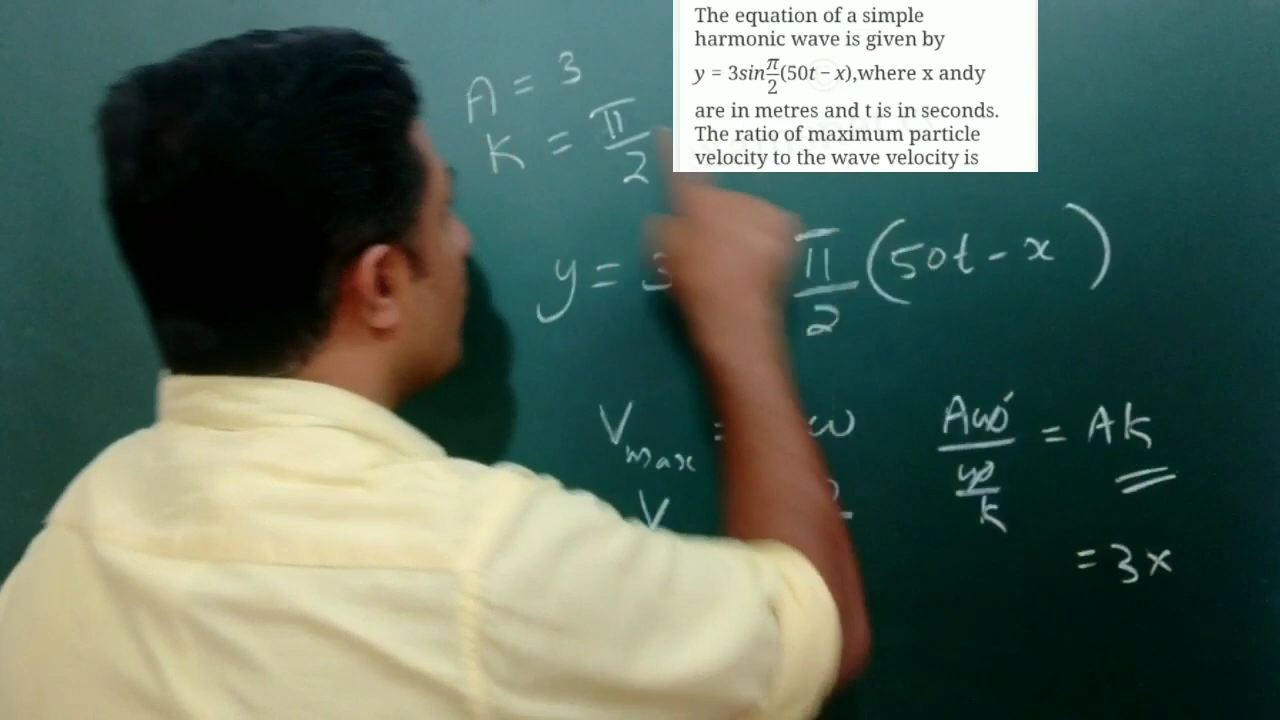 The equation of a simple
harmonic wave is given by
y = 3sin π/2 (50t – x),where x andy
are in metres and t is in seconds.
The ratio of maximum particle
velocity to the wave velocity is
A = 3
K = π/2
y = 3 π/2 (50t - x)
Vmax = ω
Aω/(ω/k) = Ak
V
= 3 x